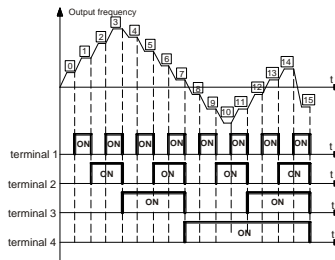 Output frequency
0 1 2 3 4 5 6 7 8 9 10 11 12 13 14 15
t
terminal 1 ON ON ON ON ON ON ON ON t
terminal 2 ON ON ON ON t
terminal 3 ON ON t
terminal 4 ON t